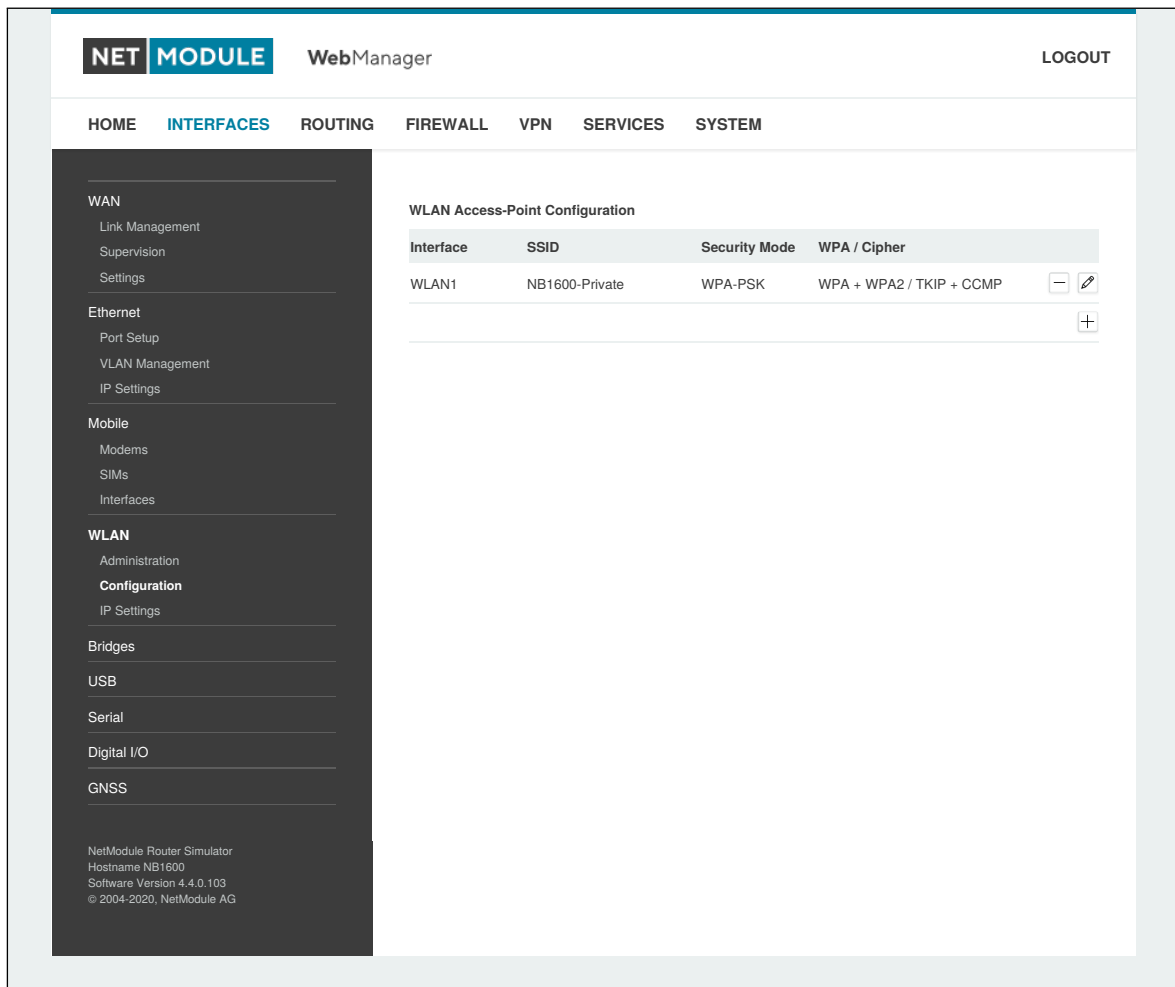 NET MODULE WebManager LOGOUT
HOME INTERFACES ROUTING FIREWALL VPN SERVICES SYSTEM
WAN
Link Management
Supervision
Settings
Ethernet
Port Setup
VLAN Management
IP Settings
Mobile
Modems
SIMs
Interfaces
WLAN
Administration
Configuration
IP Settings
Bridges
USB
Serial
Digital I/O
GNSS
NetModule Router Simulator
Hostname NB1600
Software Version 4.4.0.103
© 2004-2020, NetModule AG
WLAN Access-Point Configuration
Interface SSID Security Mode WPA / Cipher
WLAN1 NB1600-Private WPA-PSK WPA + WPA2 / TKIP + CCMP